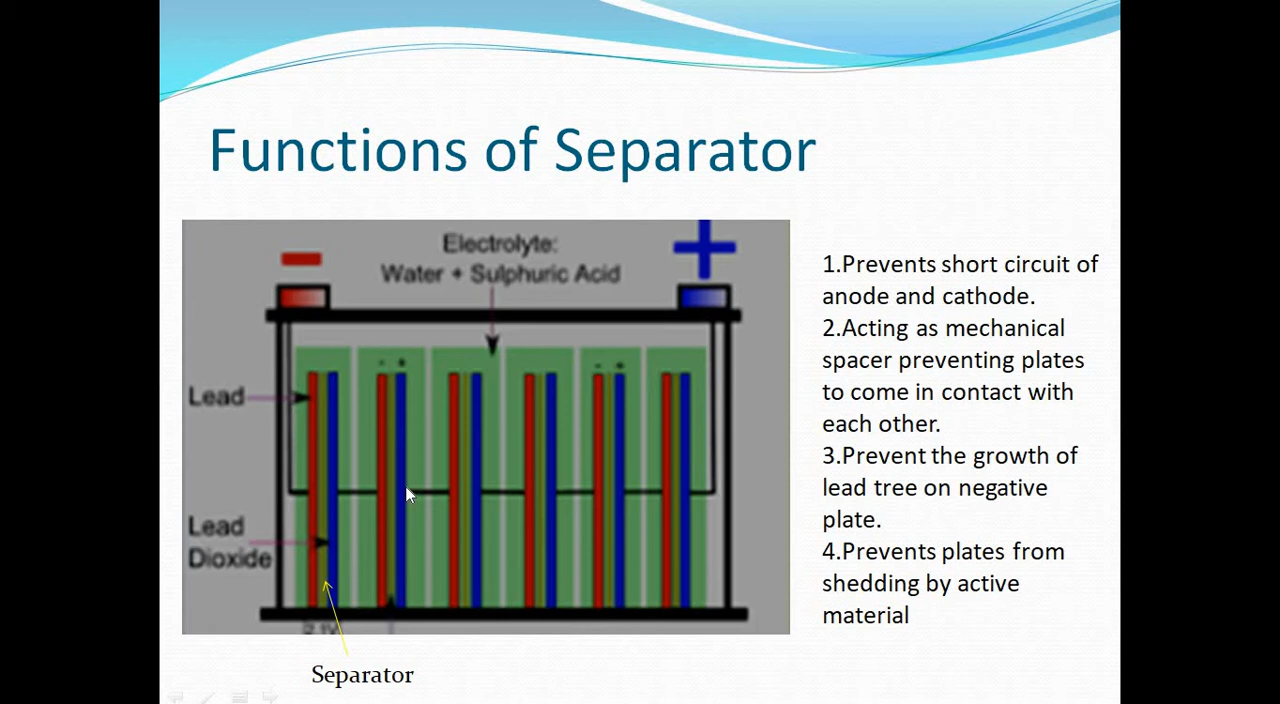 Functions of Separator
Electrolyte:
Water + Sulphuric Acid
Lead
Lead
Dioxide
Separator
1.Prevents short circuit of
anode and cathode.
2.Acting as mechanical
spacer preventing plates
to come in contact with
each other.
3.Prevent the growth of
lead tree on negative
plate.
4.Prevents plates from
shedding by active
material